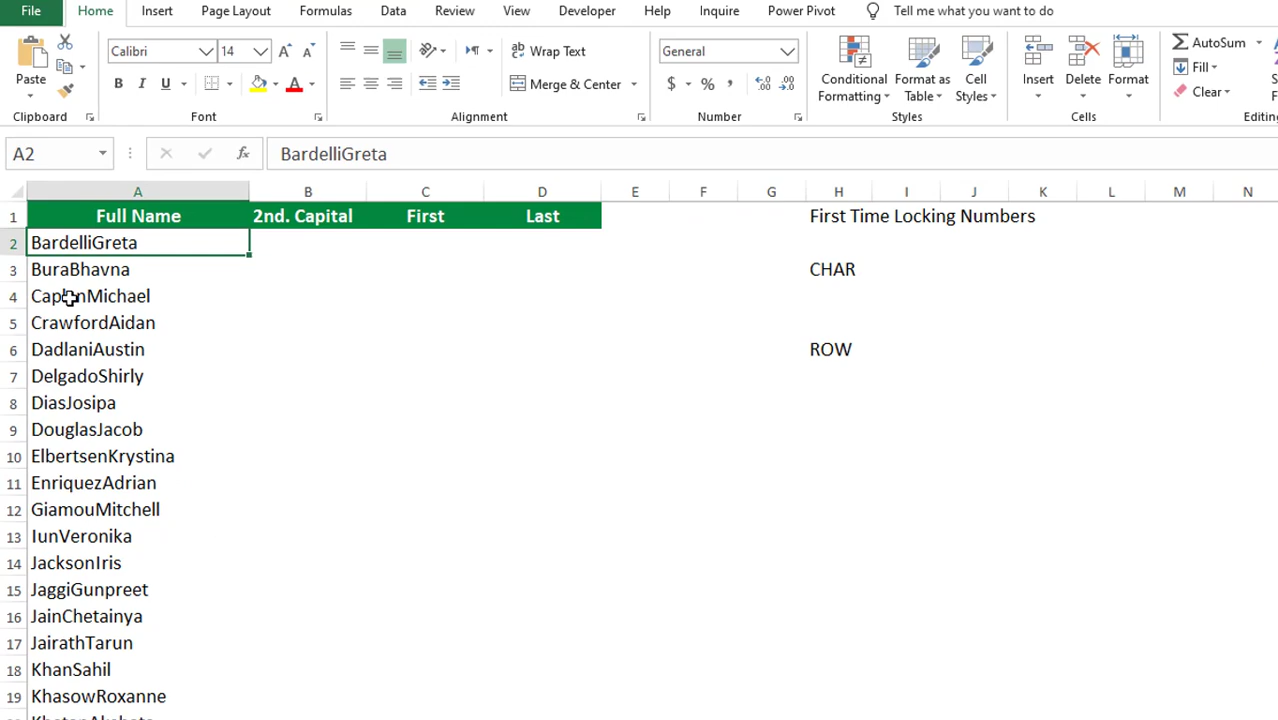 File Home Insert Page Layout Formulas Data Review View Developer Help Inquire Power Pivot Tell me what you want to do
Calibri 14 Wrap Text General AutoSum
Paste B I U Merge & Center $ % Conditional Formatting Format as Table Cell Styles Insert Delete Format Fill
Clear
Clipboard Font Alignment Number Styles Cells
A2 fx BardelliGreta
A B C D E F G H I J K L M N
1 Full Name 2nd. Capital First Last First Time Locking Numbers
2 BardelliGreta
3 BuraBhavna CHAR
4
5 CrawfordAidan
6 DadlaniAustin ROW
7 DelgadoShirly
8 DiasJosipa
9 DouglasJacob
10 ElbertsenKrystina
11 EnriquezAdrian
12 GiamouMitchell
13 IunVeronika
14 JacksonIris
15 JaggiGunpreet
16 JainChetainya
17 JairathTarun
18 KhanSahil
19 KhasowRoxanne